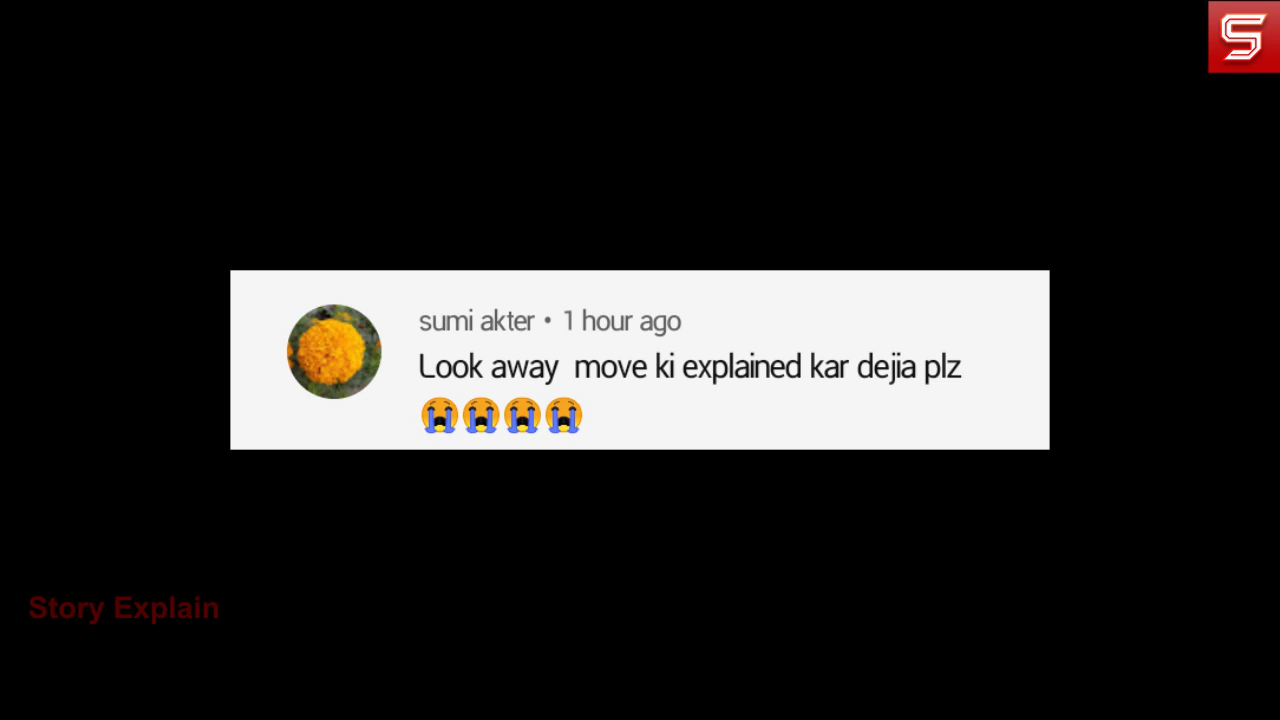 S
sumi akter • 1 hour ago
Look away move ki explained kar dejia plz
😭😭😭😭
Story Explain